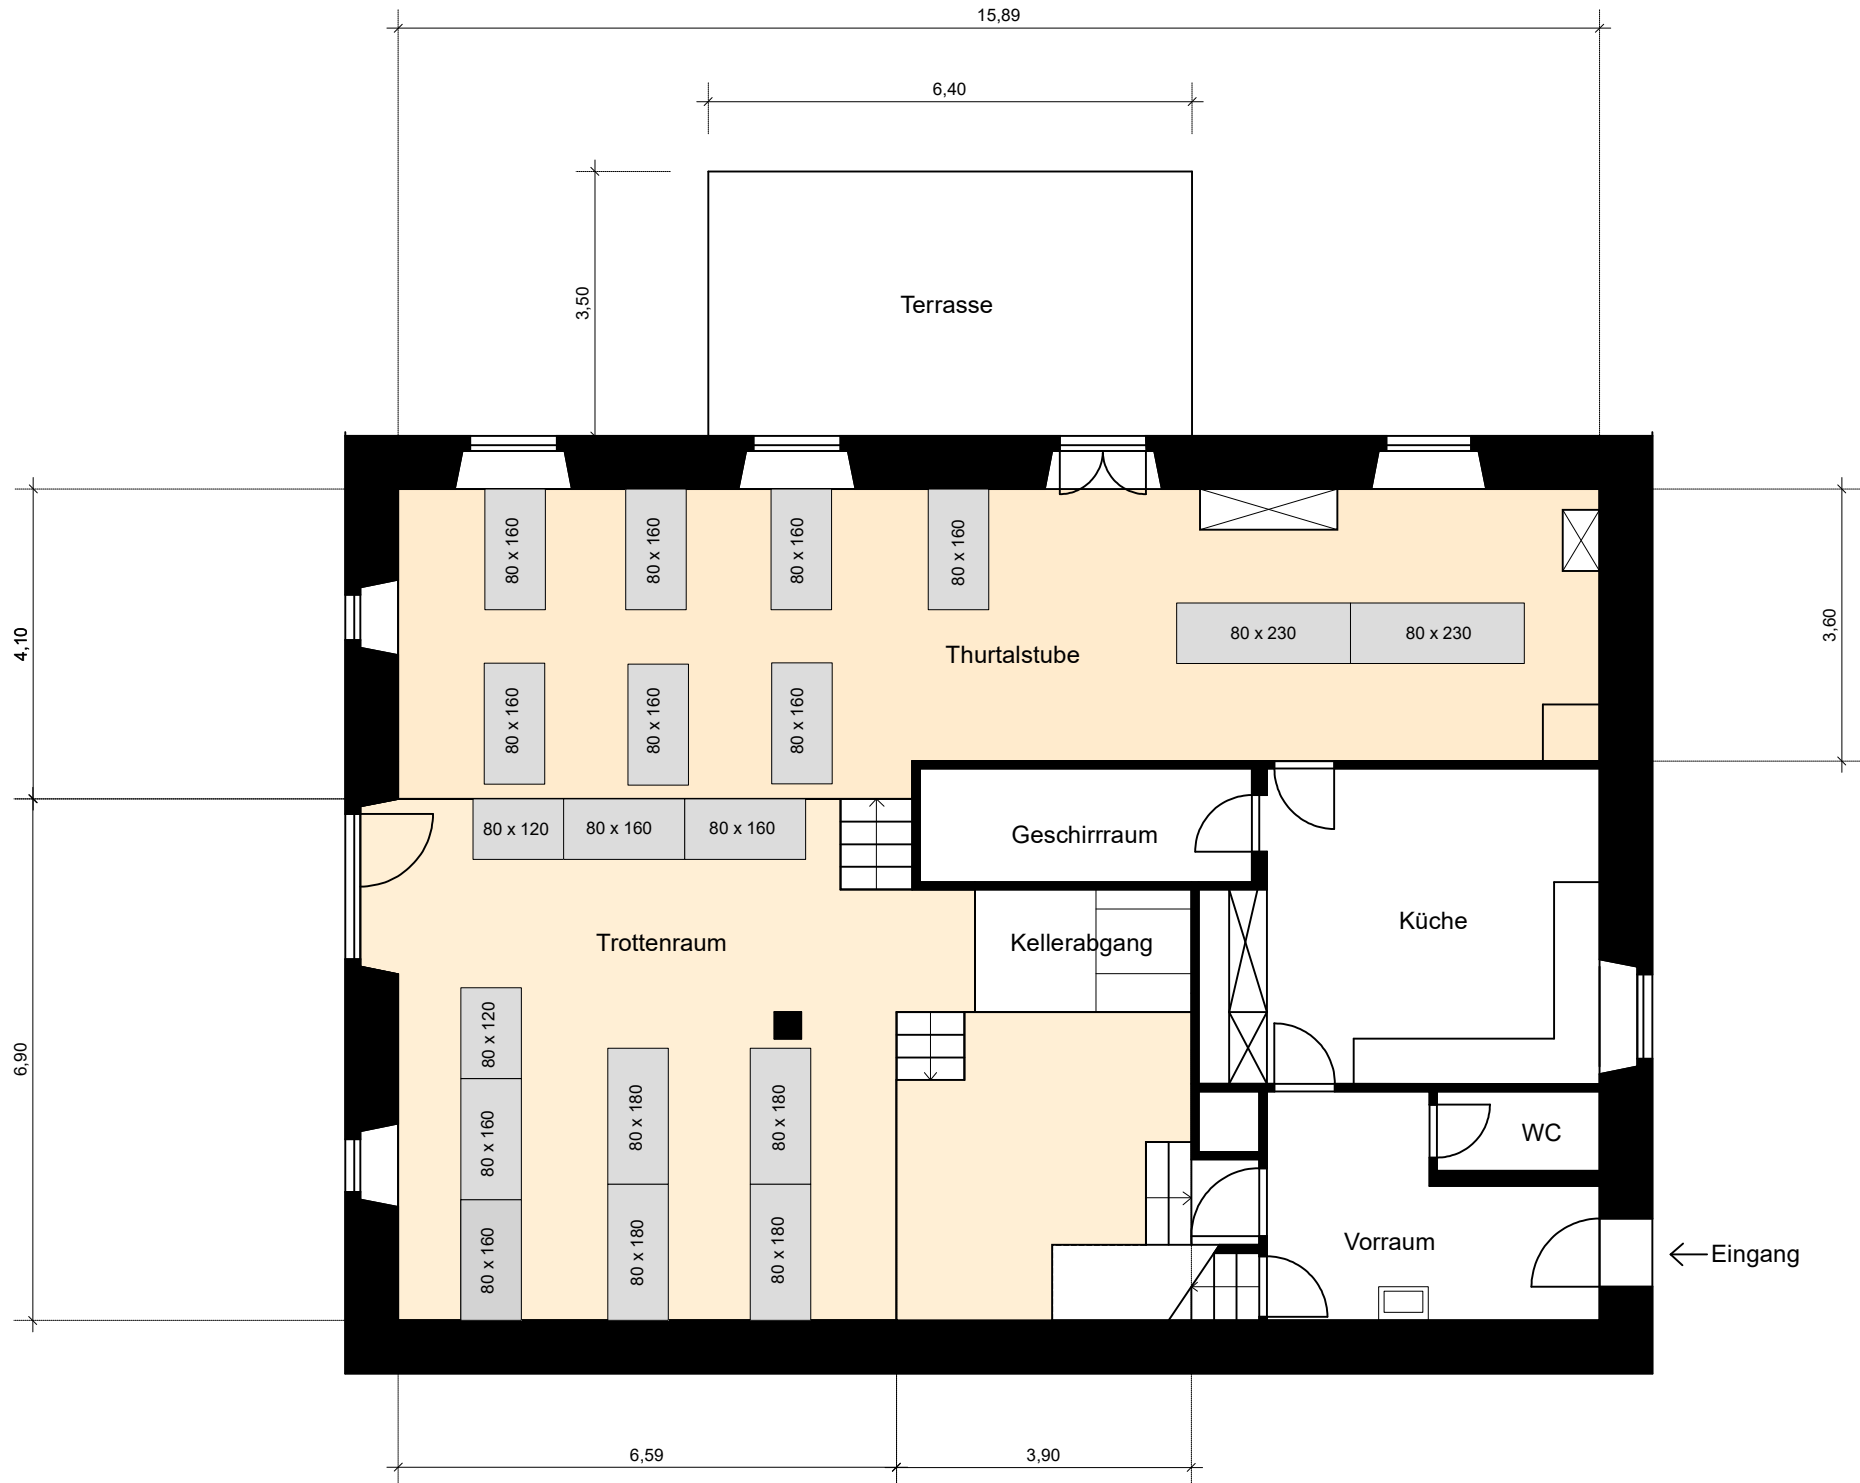 15,89
6,40
3,50
Terrasse
80 x 160
80 x 160
80 x 160
80 x 160
4,10
3,60
80 x 230
80 x 230
Thurtalstube
80 x 160
80 x 160
80 x 160
80 x 120
80 x 160
80 x 160
Geschirrraum
Küche
Trottenraum
Kellerabgang
80 x 120
6,90
80 x 160
80 x 180
80 x 180
WC
80 x 160
80 x 180
80 x 180
Vorraum
Eingang
6,59
3,90